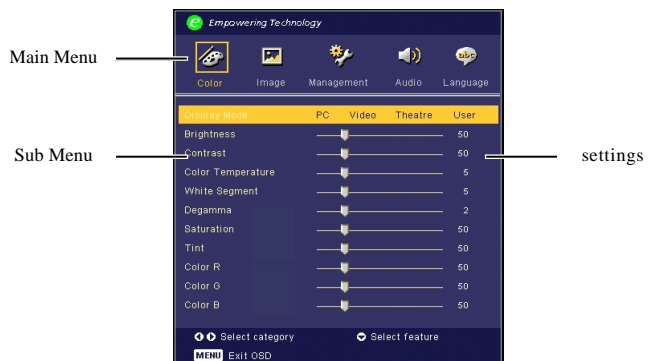 Empowering Technology
Main Menu
Color Image Management Audio Language
Display Mode PC Video Theatre User
Brightness 50
Sub Menu Contrast 50 settings
Color Temperature 5
White Segment 5
Degamma 2
Saturation 50
Tint 50
Color R 50
Color G 50
Color B 50
Select category Select feature
MENU Exit OSD